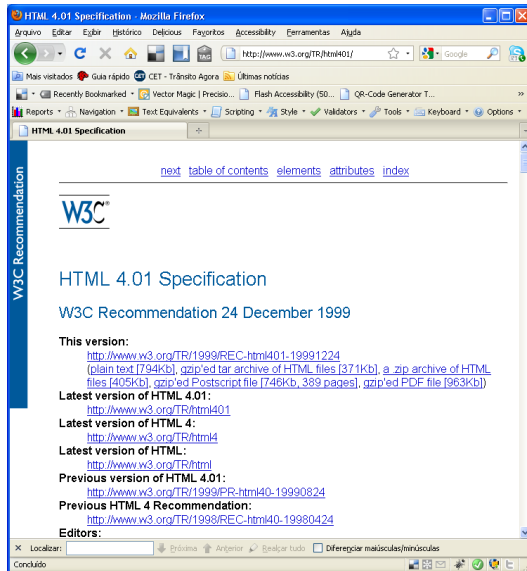 HTML 4.01 Specification - Mozilla Firefox
Arquivo Editar Exibir Histórico Delicious Favoritos Accessibility Ferramentas Ajuda
TAG http://www.w3.org/TR/html401/ Google
Mais visitados Guia rápido CET CET - Trânsito Agora Últimas notícias
Recently Bookmarked Vector Magic | Precisio... Flash Accessibility (50... QR-Code Generator T... »
Reports Navigation Text Equivalents Scripting Style Validators Tools Keyboard Options
HTML 4.01 Specification
W3C Recommendation
next table of contents elements attributes index
W3C®
HTML 4.01 Specification
W3C Recommendation 24 December 1999
This version:
http://www.w3.org/TR/1999/REC-html401-19991224
(plain text [794Kb], gzip'ed tar archive of HTML files [371Kb], a .zip archive of HTML
files [405Kb], gzip'ed Postscript file [746Kb, 389 pages], gzip'ed PDF file [963Kb])
Latest version of HTML 4.01:
http://www.w3.org/TR/html401
Latest version of HTML 4:
http://www.w3.org/TR/html4
Latest version of HTML:
http://www.w3.org/TR/html
Previous version of HTML 4.01:
http://www.w3.org/TR/1999/PR-html40-19990824
Previous HTML 4 Recommendation:
http://www.w3.org/TR/1998/REC-html40-19980424
Editors:
Localizar: Próxima Anterior Realçar tudo Diferenciar maiúsculas/minúsculas
Concluído